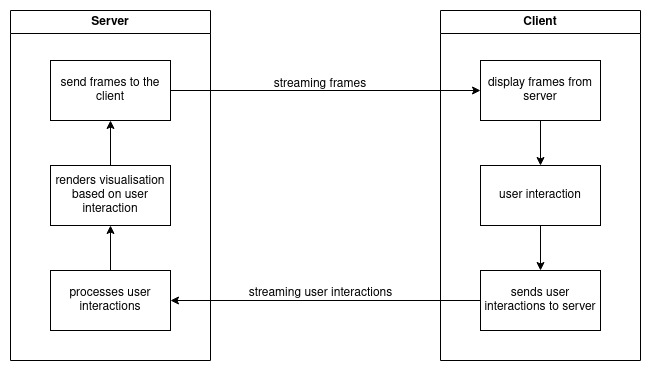 Server
Client
send frames to the
client
streaming frames
display frames from
server
renders visualisation
based on user
interaction
user interaction
processes user
interactions
streaming user interactions
sends user
interactions to server